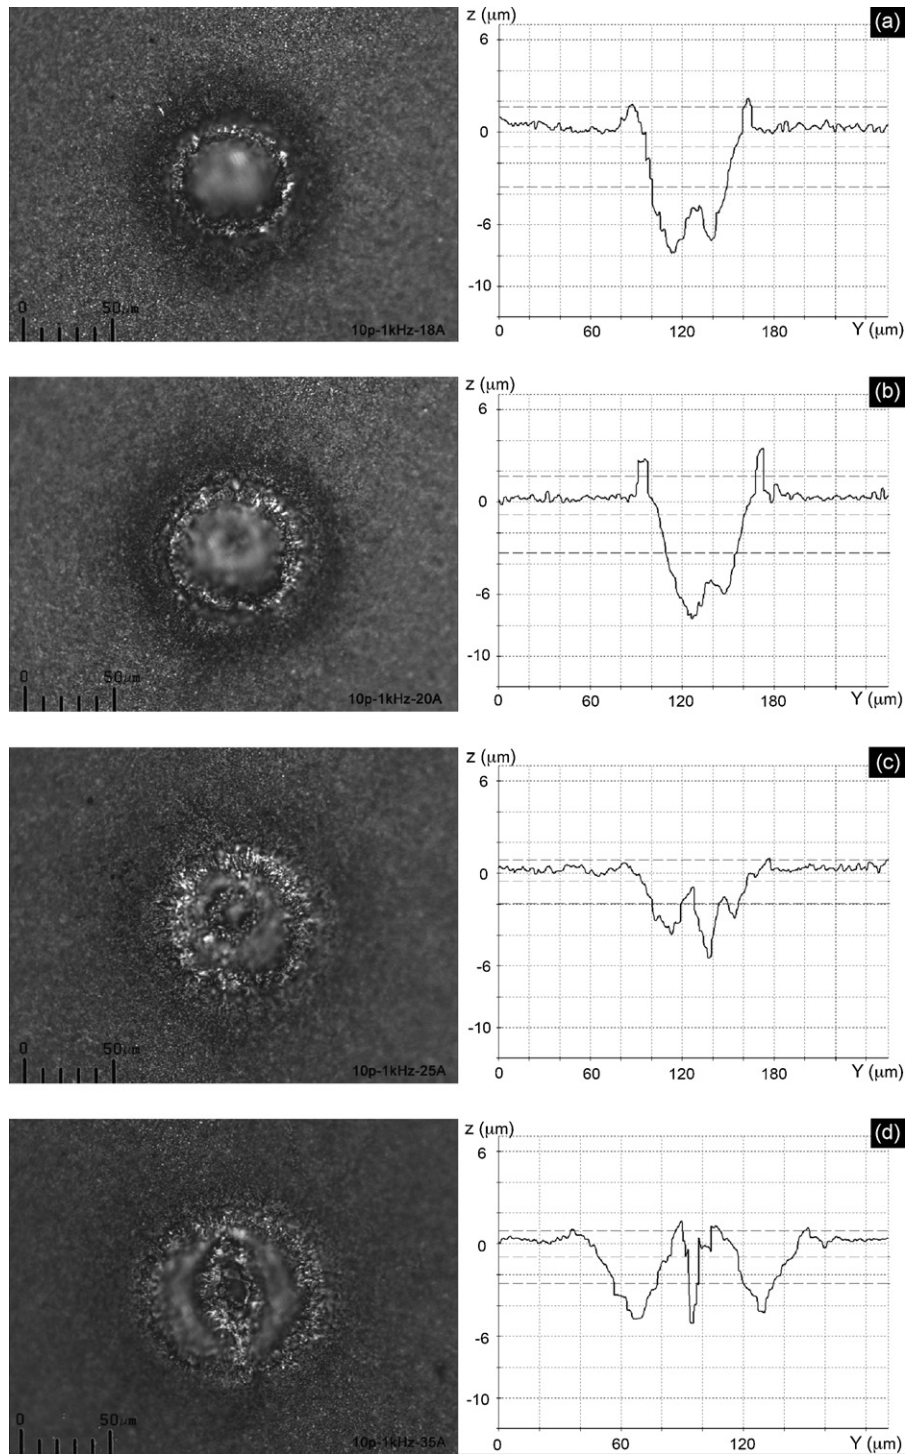 0 50µm
10p-1kHz-18A
z (µm)
(a)
6
0
-6
-10
0 60 120 180 Y (µm)
0 50µm
10p-1kHz-20A
z (µm)
(b)
6
0
-6
-10
0 60 120 180 Y (µm)
0 50µm
10p-1kHz-25A
z (µm)
(c)
6
0
-6
-10
0 60 120 180 Y (µm)
0 50µm
10p-1kHz-35A
z (µm)
(d)
6
0
-6
-10
0 60 120 Y (µm)